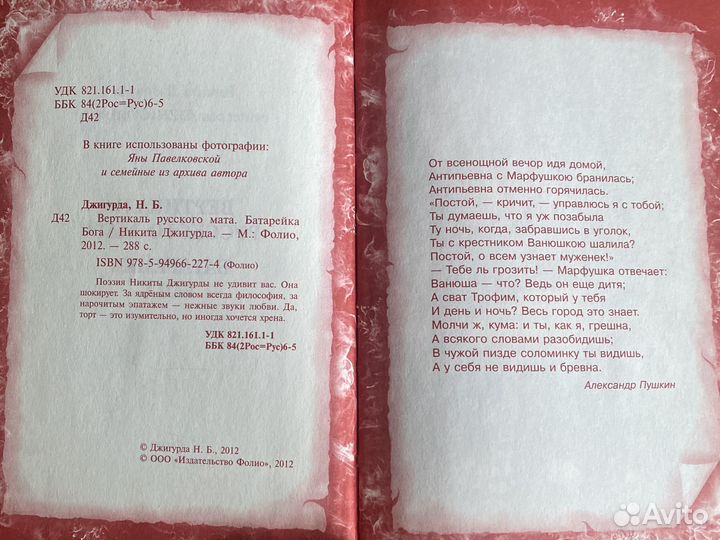 УДК 821.161.1-1
ББК 84(2Рос=Рус)6-5
Д42
В книге использованы фотографии:
Яны Павелковской
и семейные из архива автора
Джигурда, Н. Б.
Д42 Вертикаль русского мата. Батарейка
Бога / Никита Джигурда. — М.: Фолио,
2012. — 288 с.
ISBN 978-5-94966-227-4 (Фолио)
Поэзия Никиты Джигурды не удивит вас. Она
шокирует. За ядрёным словом всегда философия, за
нарочитым эпатажем — нежные звуки любви. Да,
торт — это изумительно, но иногда хочется хрена.
УДК 821.161.1-1
ББК 84(2Рос=Рус)6-5
© Джигурда Н. Б., 2012
© ООО «Издательство Фолио», 2012
От всенощной вечор идя домой,
Антипьевна с Марфушкою бранилась;
Антипьевна отменно горячилась.
«Постой, — кричит, — управлюсь я с тобой;
Ты думаешь, что я уж позабыла
Ту ночь, когда, забравшись в уголок,
Ты с крестником Ванюшкою шалила?
Постой, о всем узнает муженек!»
— Тебе ль грозить! — Марфушка отвечает:
Ванюша — что? Ведь он еще дитя;
А сват Трофим, который у тебя
И день и ночь? Весь город это знает.
Молчи ж, кума: и ты, как я, грешна,
А всякого словами разобидишь;
В чужой пизде соломинку ты видишь,
А у себя не видишь и бревна.
Александр Пушкин
Avito